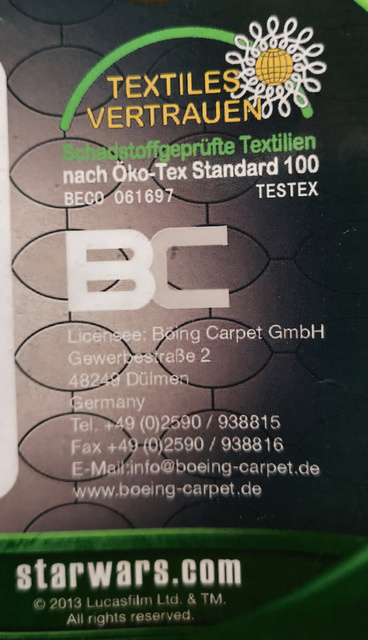 TEXTILES
VERTRAUEN
Schadstoffgeprüfte Textilien
nach Öko-Tex Standard 100
BECO 061697 TESTEX
BC
Licensee: Böing Carpet GmbH
Gewerbestraße 2
48249 Dülmen
Germany
Tel. +49 (0)2590 / 938815
Fax +49 (0)2590 / 938816
E-Mail:info@boeing-carpet.de
www.boeing-carpet.de
starwars.com
© 2013 Lucasfilm Ltd. & TM.
All rights reserved.